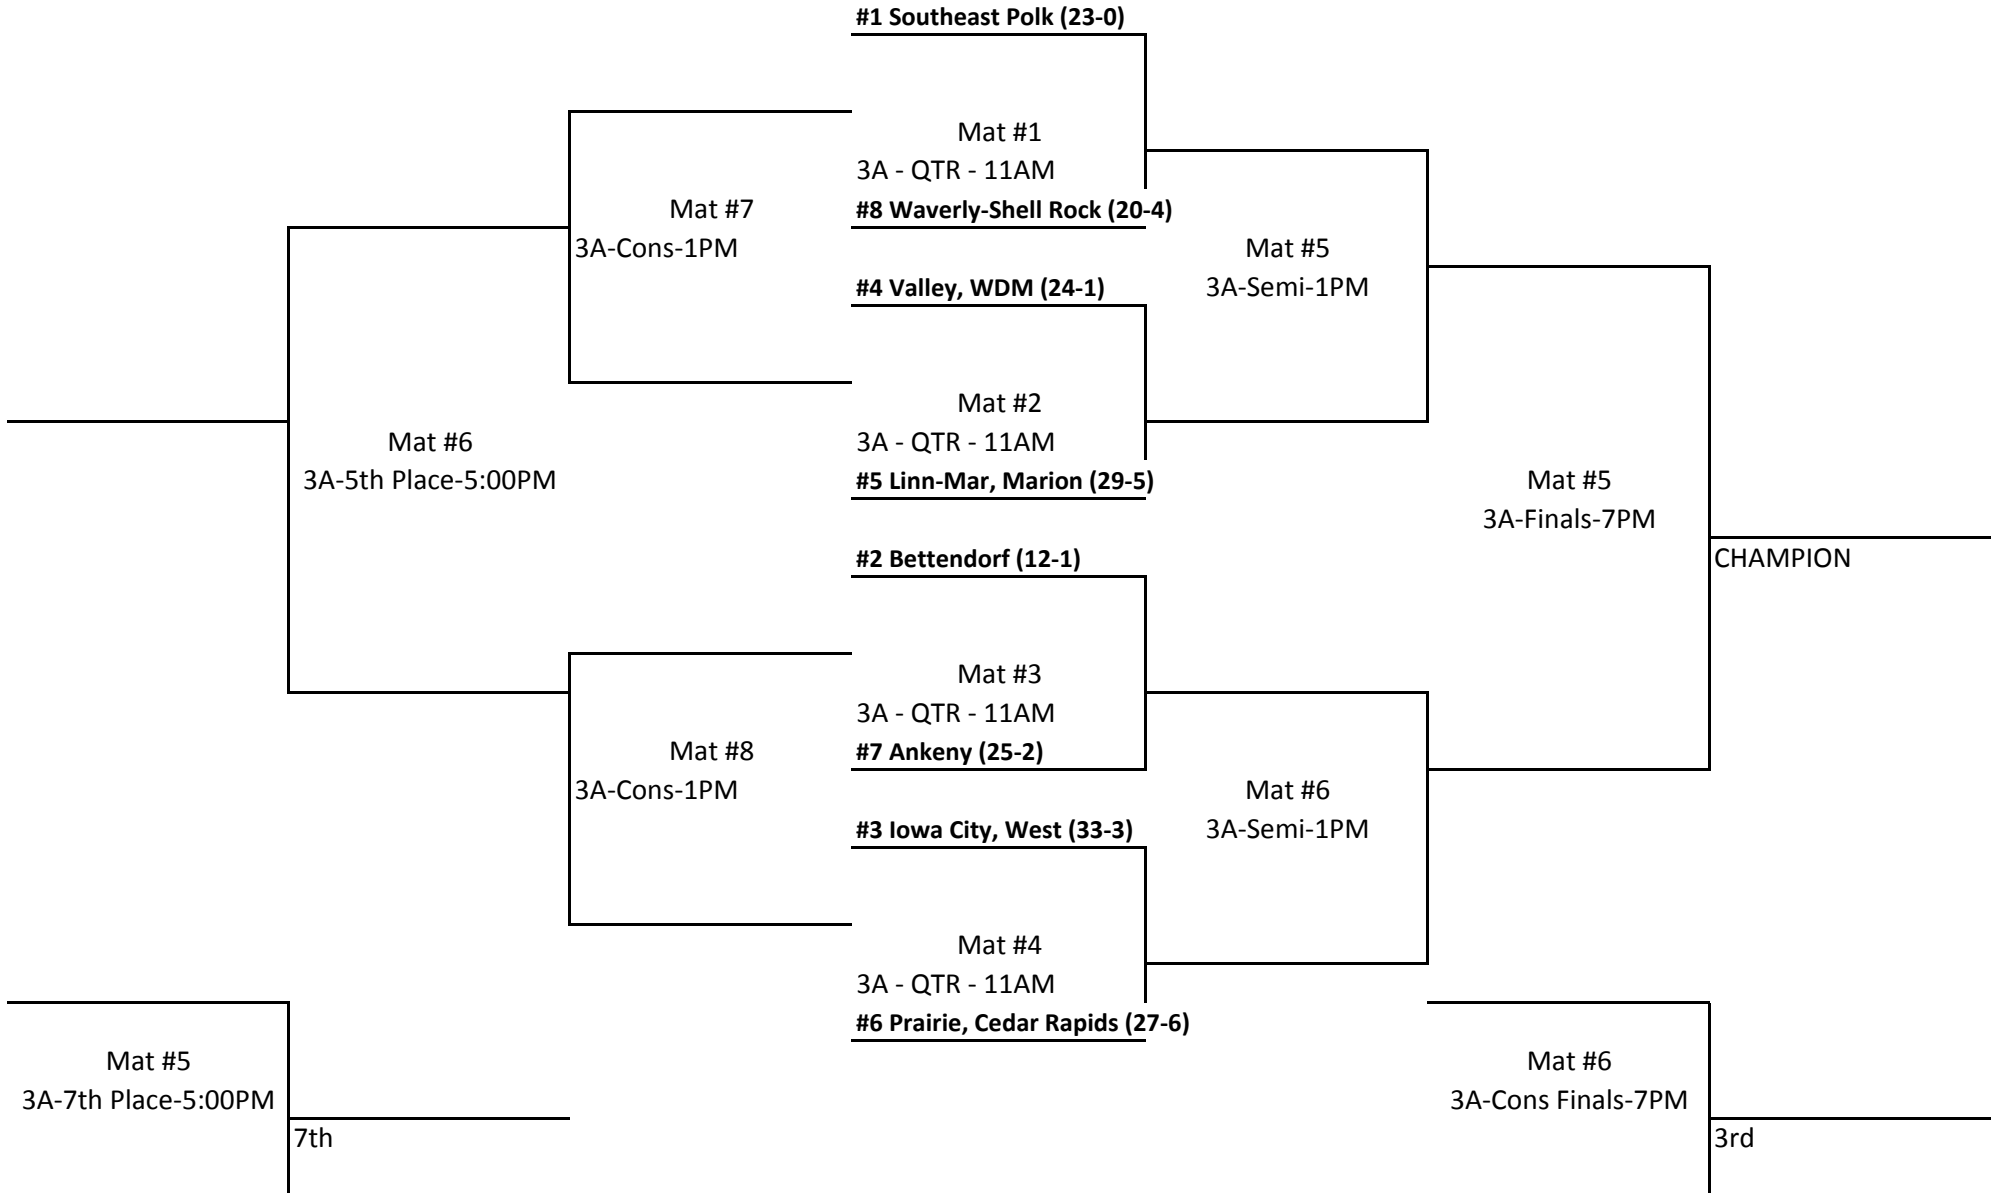 #1 Southeast Polk (23-0)
Mat #1
3A - QTR - 11AM
#8 Waverly-Shell Rock (20-4)
Mat #7
3A-Cons-1PM
Mat #5
3A-Semi-1PM
#4 Valley, WDM (24-1)
Mat #2
3A - QTR - 11AM
#5 Linn-Mar, Marion (29-5)
Mat #6
3A-5th Place-5:00PM
Mat #5
3A-Finals-7PM
#2 Bettendorf (12-1)
CHAMPION
Mat #3
3A - QTR - 11AM
#7 Ankeny (25-2)
Mat #8
3A-Cons-1PM
Mat #6
3A-Semi-1PM
#3 Iowa City, West (33-3)
Mat #4
3A - QTR - 11AM
#6 Prairie, Cedar Rapids (27-6)
Mat #5
3A-7th Place-5:00PM
7th
Mat #6
3A-Cons Finals-7PM
3rd